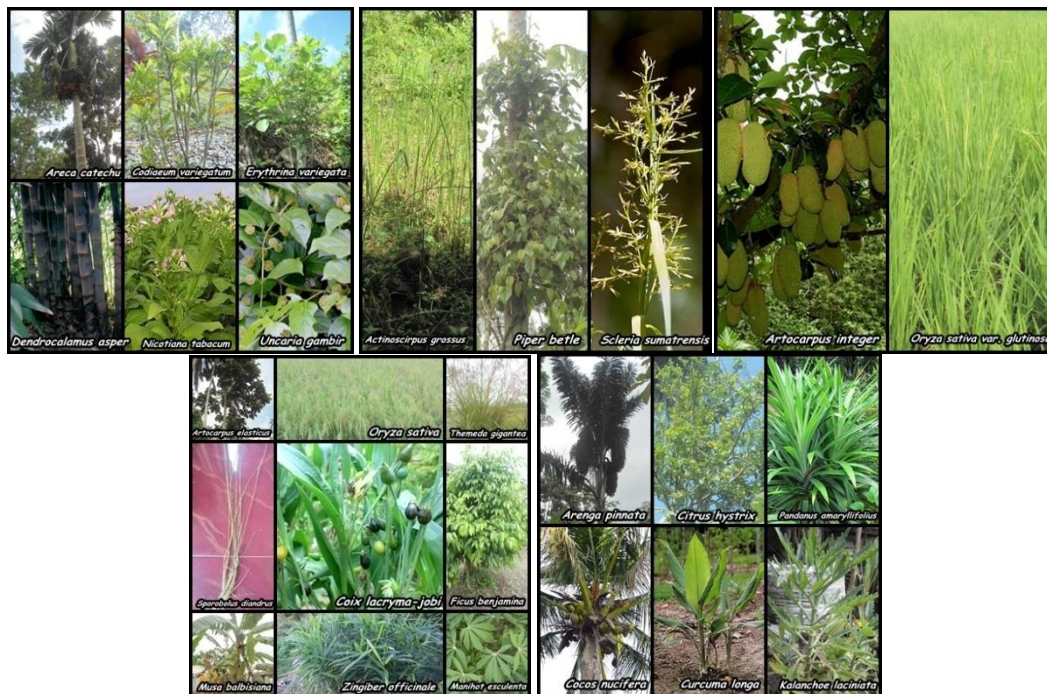 Areca catechu
Codiaeum variegatum
Erythrina variegata
Dendrocalamus asper
Nicotiana tabacum
Uncaria gambir
Actinoscirpus grossus
Piper betle
Scleria sumatrensis
Artocarpus integer
Oryza sativa var. glutinosa
Artocarpus elasticus
Oryza sativa
Themeda gigantea
Sporobolus diandrus
Coix lacryma-jobi
Ficus benjamina
Musa balbisiana
Zingiber officinale
Manihot esculenta
Arenga pinnata
Citrus hystrix
Pandanus amaryllifolius
Cocos nucifera
Curcuma longa
Kalanchoe laciniata